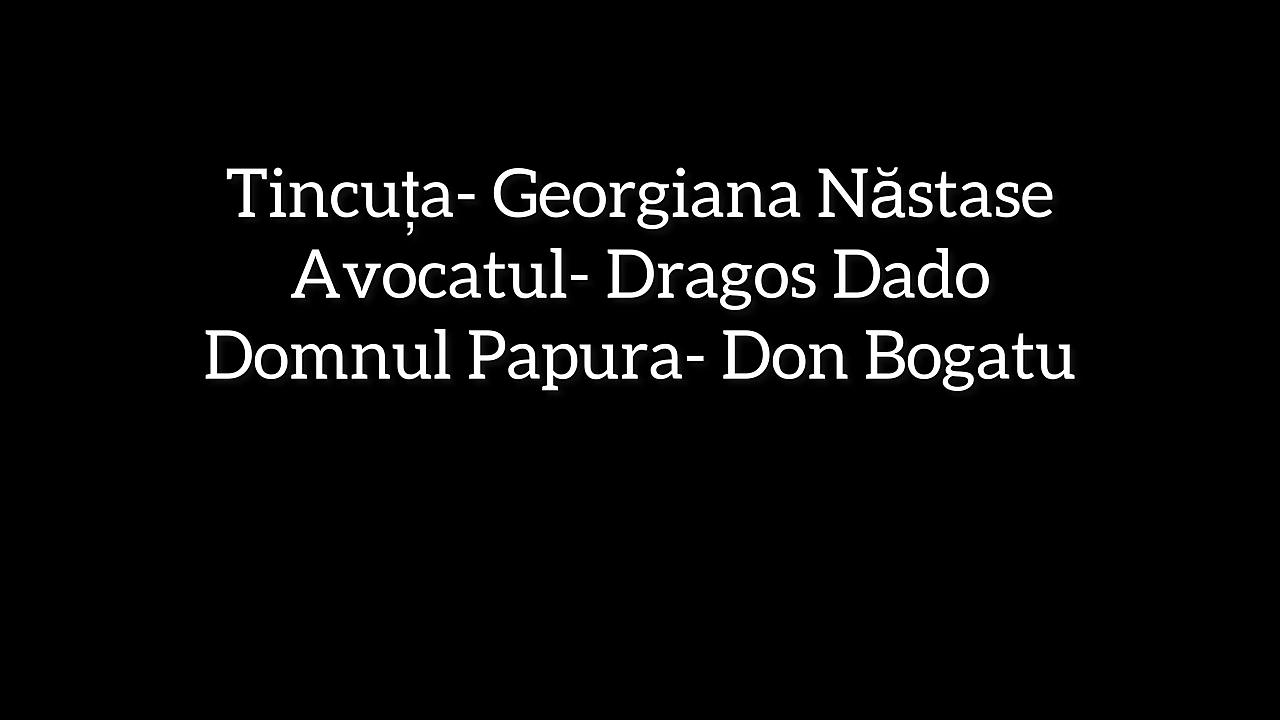 Tincuța- Georgiana Năstase
Avocatul- Dragos Dado
Domnul Papura- Don Bogatu